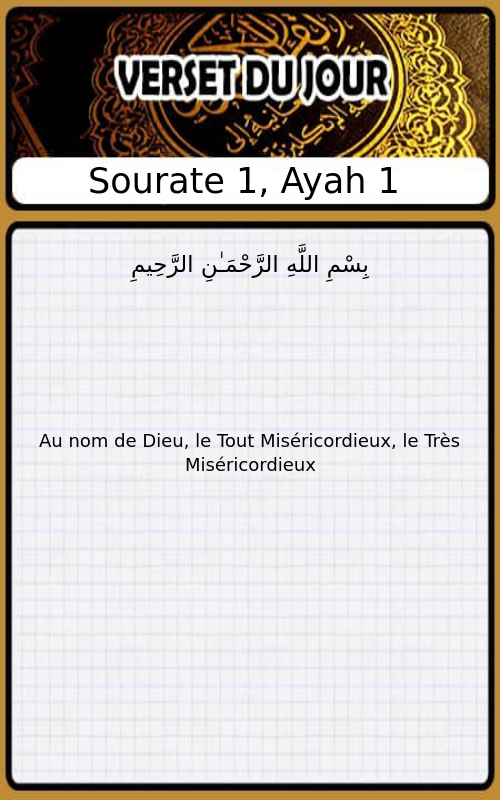 VERSET DU JOUR
Sourate 1, Ayah 1
بِسْمِ اللَّهِ الرَّحْمَـٰنِ الرَّحِيمِ
Au nom de Dieu, le Tout Miséricordieux, le Très
Miséricordieux